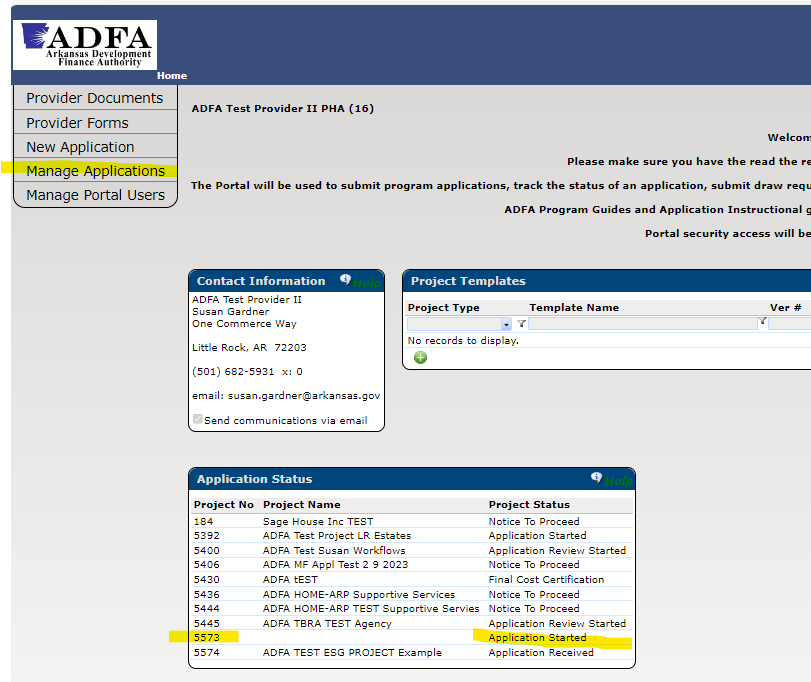 ADFA
Arkansas Development
Finance Authority
Home
Provider Documents
Provider Forms
New Application
Manage Applications
Manage Portal Users
ADFA Test Provider II PHA (16)
Welcom
Please make sure you have the read the re
The Portal will be used to submit program applications, track the status of an application, submit draw requ
ADFA Program Guides and Application Instructional g
Portal security access will be
Contact Information Help
ADFA Test Provider II
Susan Gardner
One Commerce Way
Little Rock, AR 72203
(501) 682-5931 x: 0
email: susan.gardner@arkansas.gov
Send communications via email
Project Templates
Project Type Template Name Ver #
No records to display.
Application Status Help
Project No Project Name Project Status
184 Sage House Inc TEST Notice To Proceed
5392 ADFA Test Project LR Estates Application Started
5400 ADFA Test Susan Workflows Application Review Started
5406 ADFA MF Appl Test 2 9 2023 Notice To Proceed
5430 ADFA tEST Final Cost Certification
5436 ADFA HOME-ARP Supportive Services Notice To Proceed
5444 ADFA HOME-ARP TEST Supportive Servies Notice To Proceed
5445 ADFA TBRA TEST Agency Application Review Started
5573 Application Started
5574 ADFA TEST ESG PROJECT Example Application Received